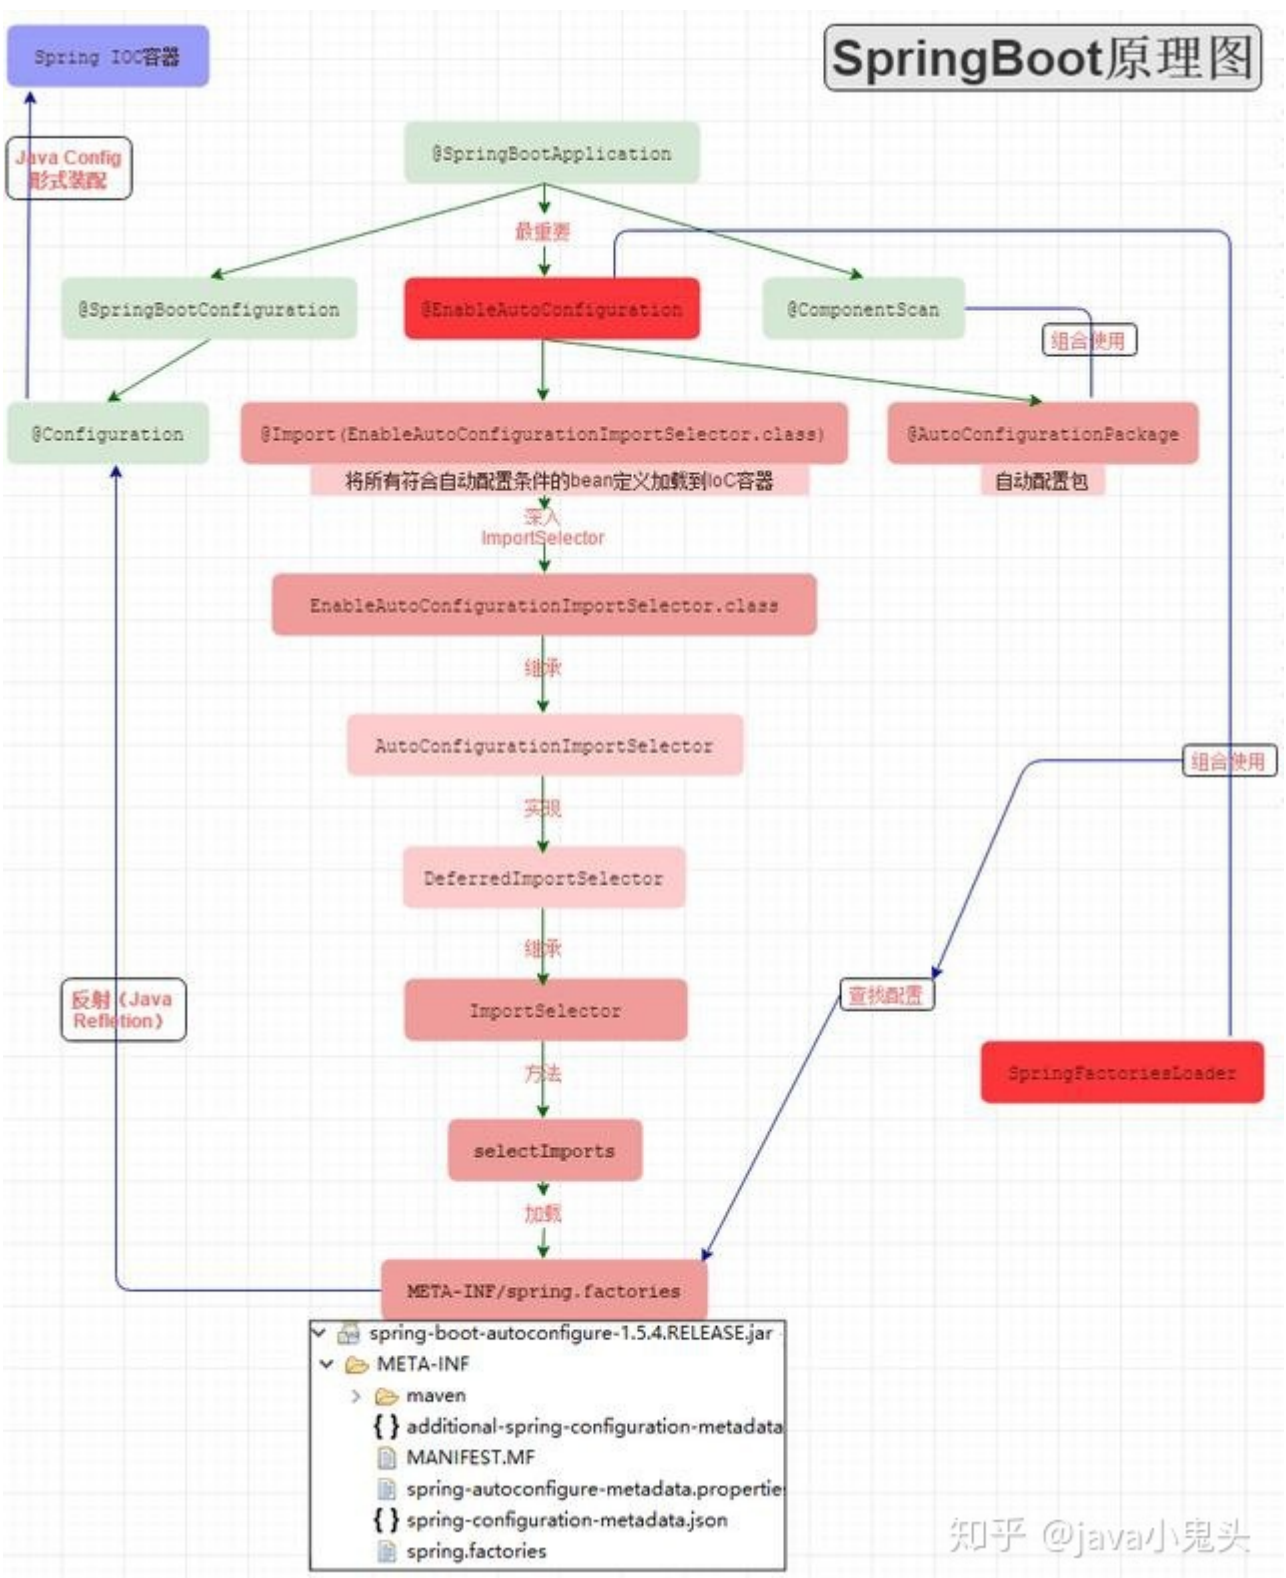 Spring IOC容器
SpringBoot原理图
Java Config
形式装配
@SpringBootApplication
最重要
@SpringBootConfiguration
@EnableAutoConfiguration
@ComponentScan
组合使用
@Configuration
@Import(EnableAutoConfigurationImportSelector.class)
@AutoConfigurationPackage
将所有符合自动配置条件的bean定义加载到IoC容器
自动配置包
深入
ImportSelector
EnableAutoConfigurationImportSelector.class
继承
AutoConfigurationImportSelector
组合使用
实现
DeferredImportSelector
继承
反射（Java
Refletion）
ImportSelector
查找配置
方法
SpringFactoriesLoader
selectImports
加载
META-INF/spring.factories
spring-boot-autoconfigure-1.5.4.RELEASE.jar
META-INF
maven
additional-spring-configuration-metadata
MANIFEST.MF
spring-autoconfigure-metadata.propertie
spring-configuration-metadata.json
spring.factories
知乎 @java小鬼头